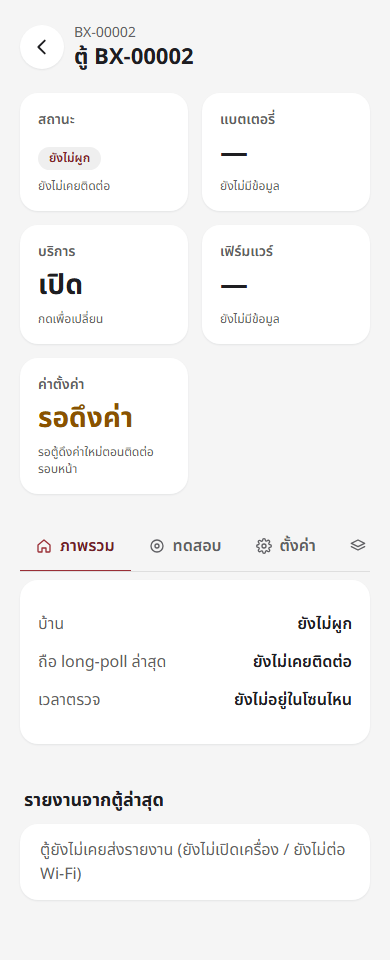 BX-00002
ตู้ BX-00002
สถานะ
ยังไม่ผูก
ยังไม่เคยติดต่อ
แบตเตอรี่
—
ยังไม่มีข้อมูล
บริการ
เปิด
กดเพื่อเปลี่ยน
เฟิร์มแวร์
—
ยังไม่มีข้อมูล
ค่าตั้งค่า
รอดึงค่า
รอตู้ดึงค่าใหม่ตอนติดต่อ
รอบหน้า
ภาพรวม ทดสอบ ตั้งค่า
บ้าน ยังไม่ผูก
ถือ long-poll ล่าสุด ยังไม่เคยติดต่อ
เวลาตรวจ ยังไม่อยู่ในโซนไหน
รายงานจากตู้ล่าสุด
ตู้ยังไม่เคยส่งรายงาน (ยังไม่เปิดเครื่อง / ยังไม่ต่อ
Wi-Fi)